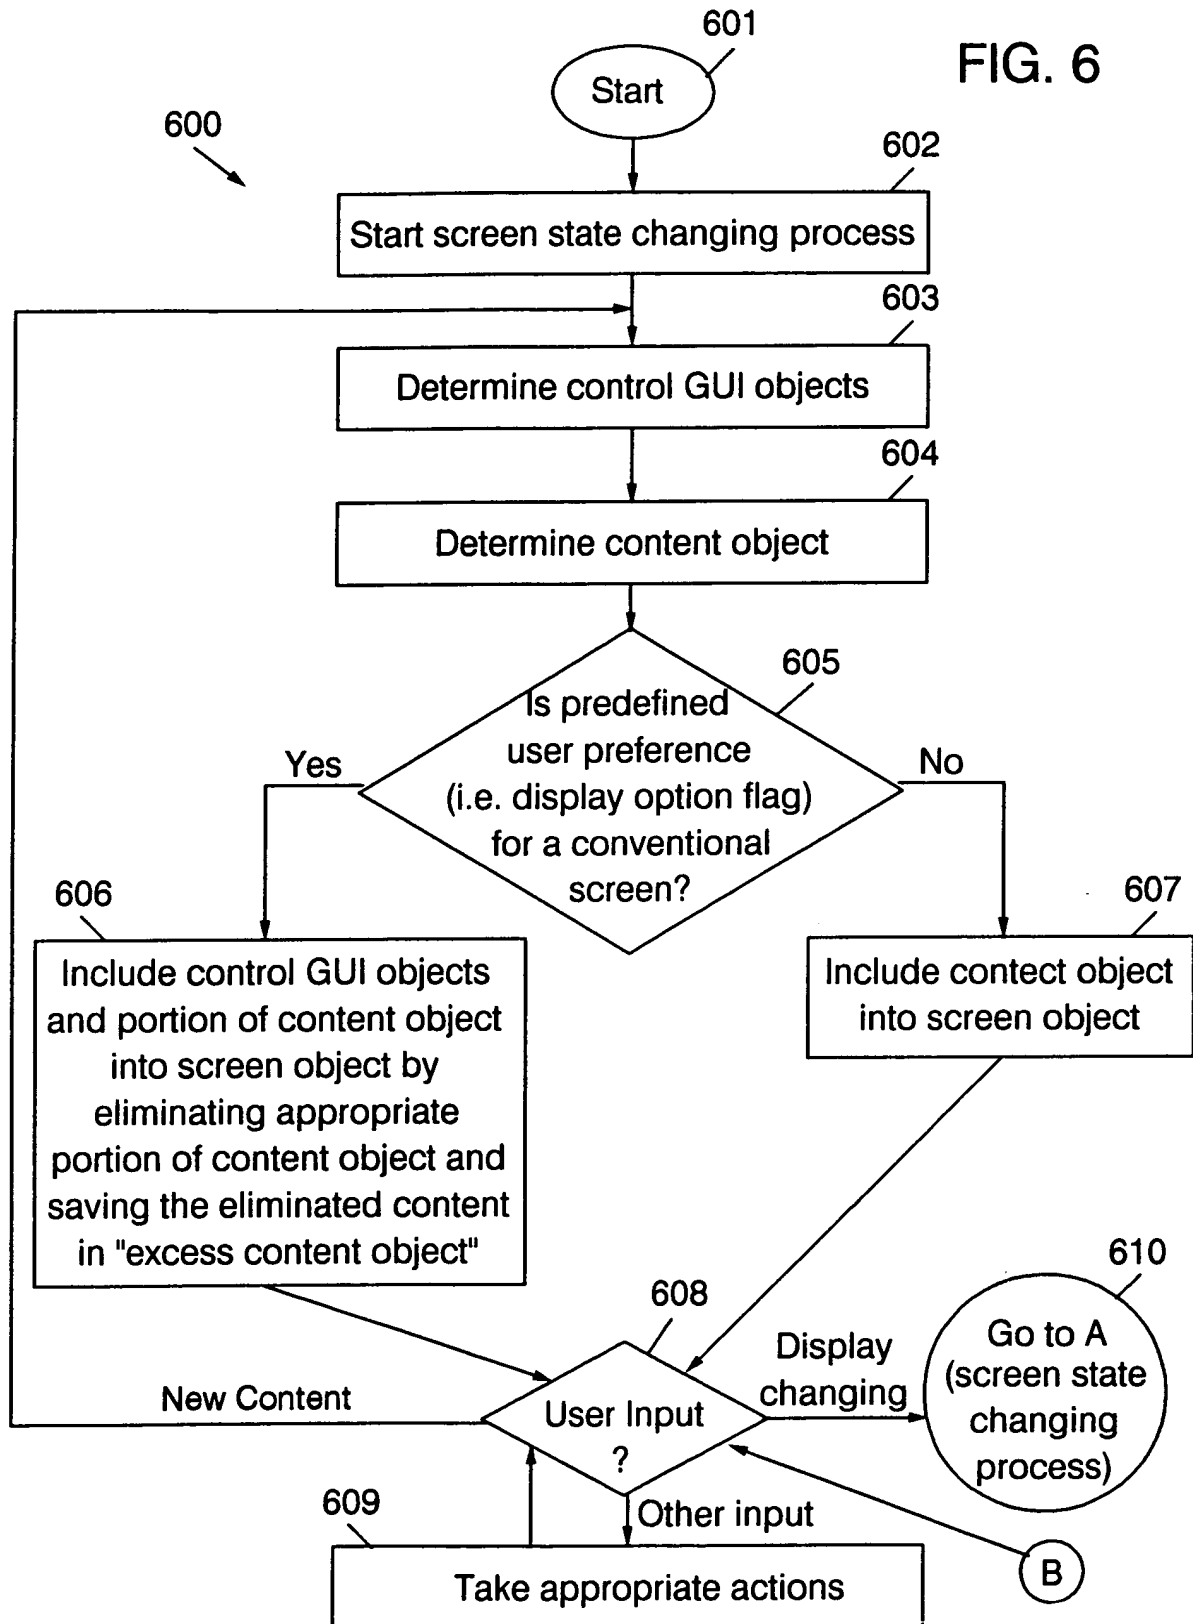 FIG. 6
601
Start
600
602
Start screen state changing process
603
Determine control GUI objects
604
Determine content object
605
Is predefined
user preference
(i.e. display option flag)
for a conventional
screen?
Yes
No
606
Include control GUI objects
and portion of content object
into screen object by
eliminating appropriate
portion of content object and
saving the eliminated content
in "excess content object"
607
Include contect object
into screen object
608
User Input
?
New Content
Display
changing
610
Go to A
(screen state
changing
process)
Other input
609
Take appropriate actions
B